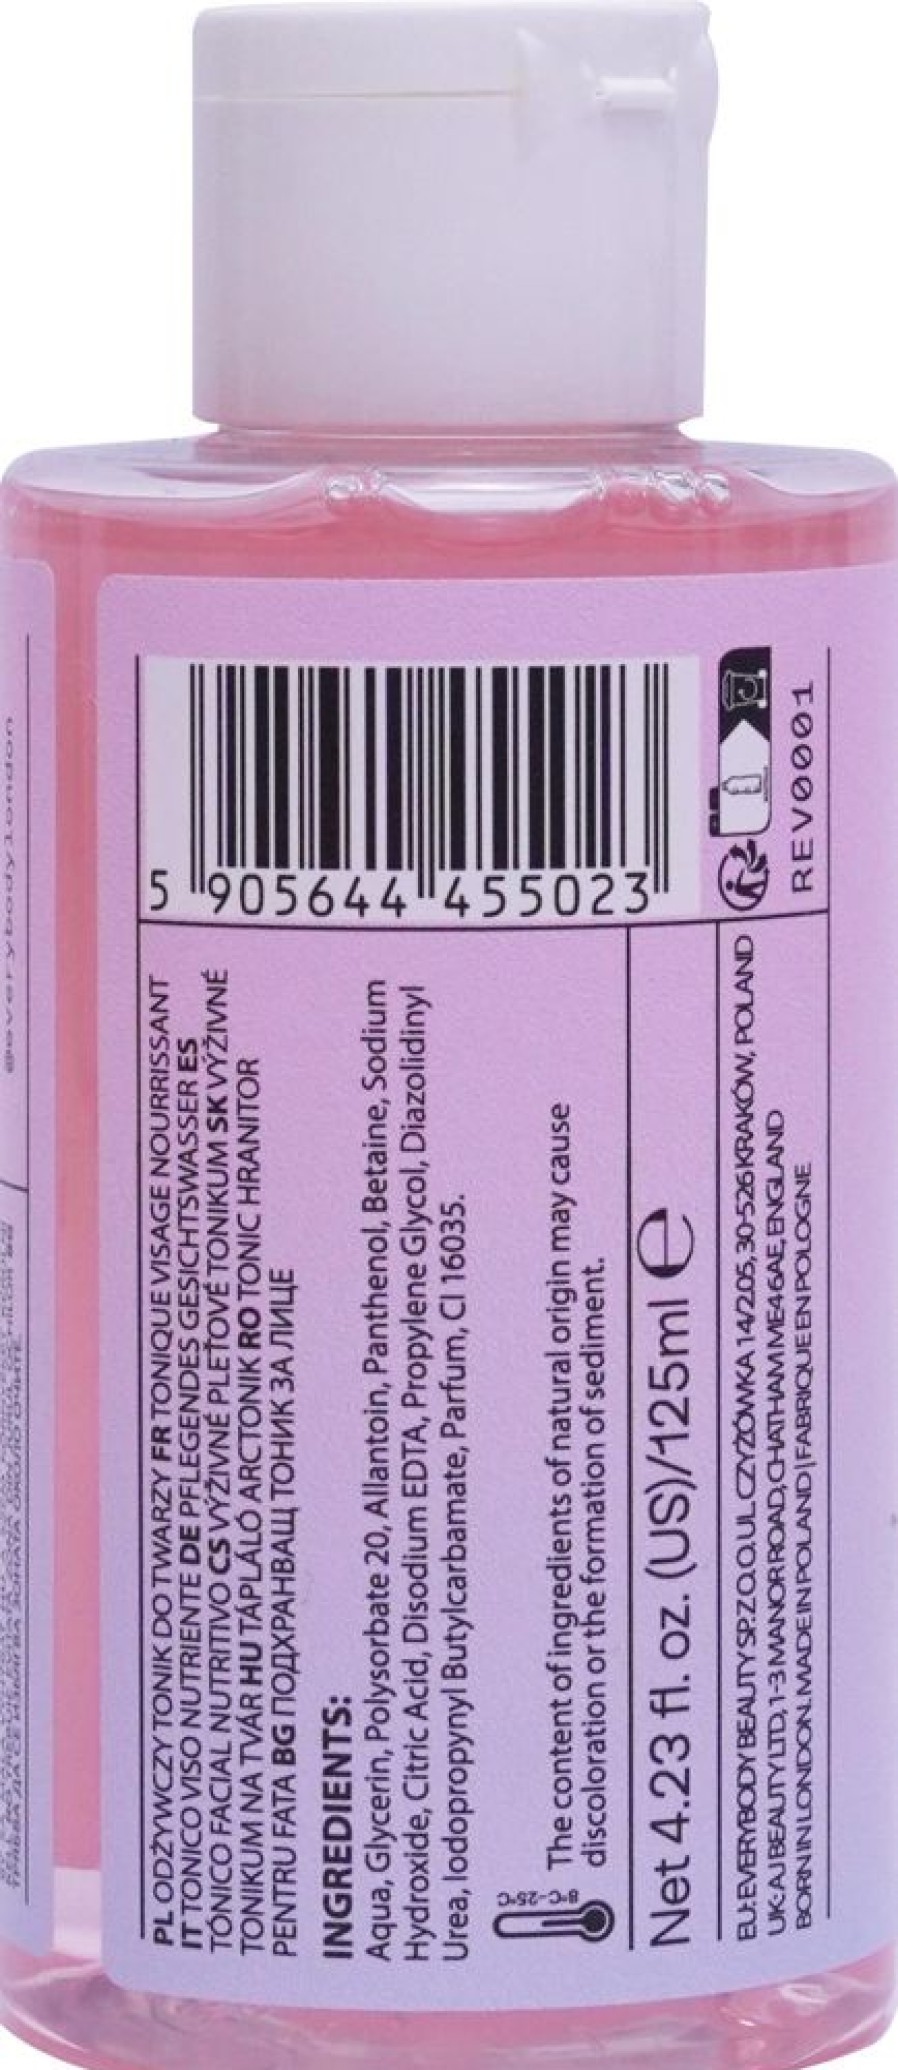 @everybodylondon
5 905644 455023
REV0001
PL ODŻYWCZY TONIK DO TWARZY FR TONIQUE VISAGE NOURRISSANT
IT TONICO VISO NUTRIENTE DE PFLEGENDES GESICHTSWASSER ES
TÓNICO FACIAL NUTRITIVO CS VÝŽIVNÉ PLEŤOVÉ TONIKUM SK VÝŽIVNÉ
TONIKUM NA TVÁR HU TÁPLÁLÓ ARCTONIK RO TONIC HRANITOR
PENTRU FATA BG ПОДХРАНВАЩ ТОНИК ЗА ЛИЦЕ
INGREDIENTS:
Aqua, Glycerin, Polysorbate 20, Allantoin, Panthenol, Betaine, Sodium
Hydroxide, Citric Acid, Disodium EDTA, Propylene Glycol, Diazolidinyl
Urea, Iodopropynyl Butylcarbamate, Parfum, CI 16035.
8°C-25°C
The content of ingredients of natural origin may cause
discoloration or the formation of sediment.
Net 4.23 fl. oz. (US)/125ml ℮
EU: EVERYBODY BEAUTY SP. Z O.O. UL. CZYŻÓWKA 14/2.05, 30-526 KRAKÓW, POLAND
UK: AJ BEAUTY LTD, 1-3 MANOR ROAD, CHATHAM ME4 6AE, ENGLAND
BORN IN LONDON. MADE IN POLAND | FABRIQUE EN POLOGNE